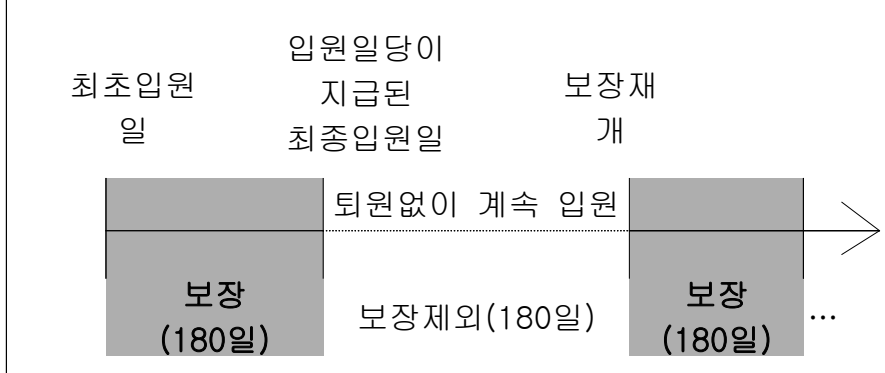 최초입원
일
입원일당이
지급된
최종입원일
보장재
개
퇴원없이 계속 입원
보장
(180일)
보장제외(180일)
보장
(180일)
...